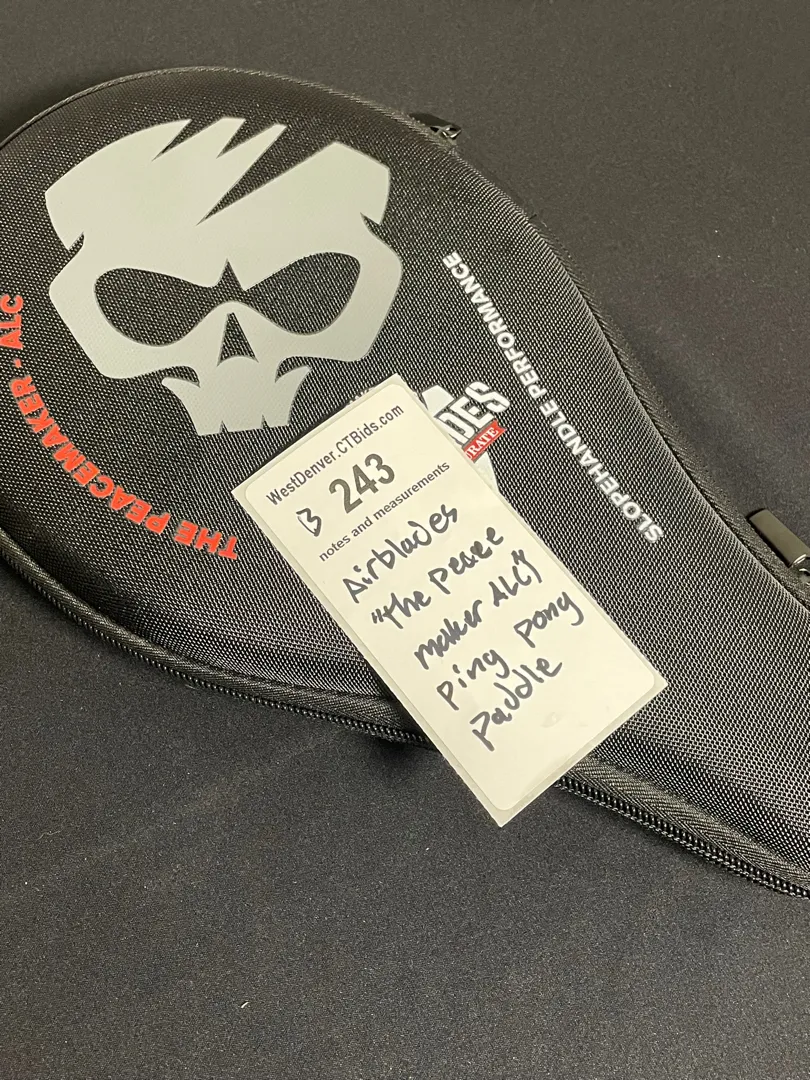 THE PEACEMAKER - ALC
SLOPEHANDLE PERFORMANCE
WestDenver.CTBids.com
B 243
notes and measurements
Airblades
"the peace
maker ALC"
ping pong
paddle